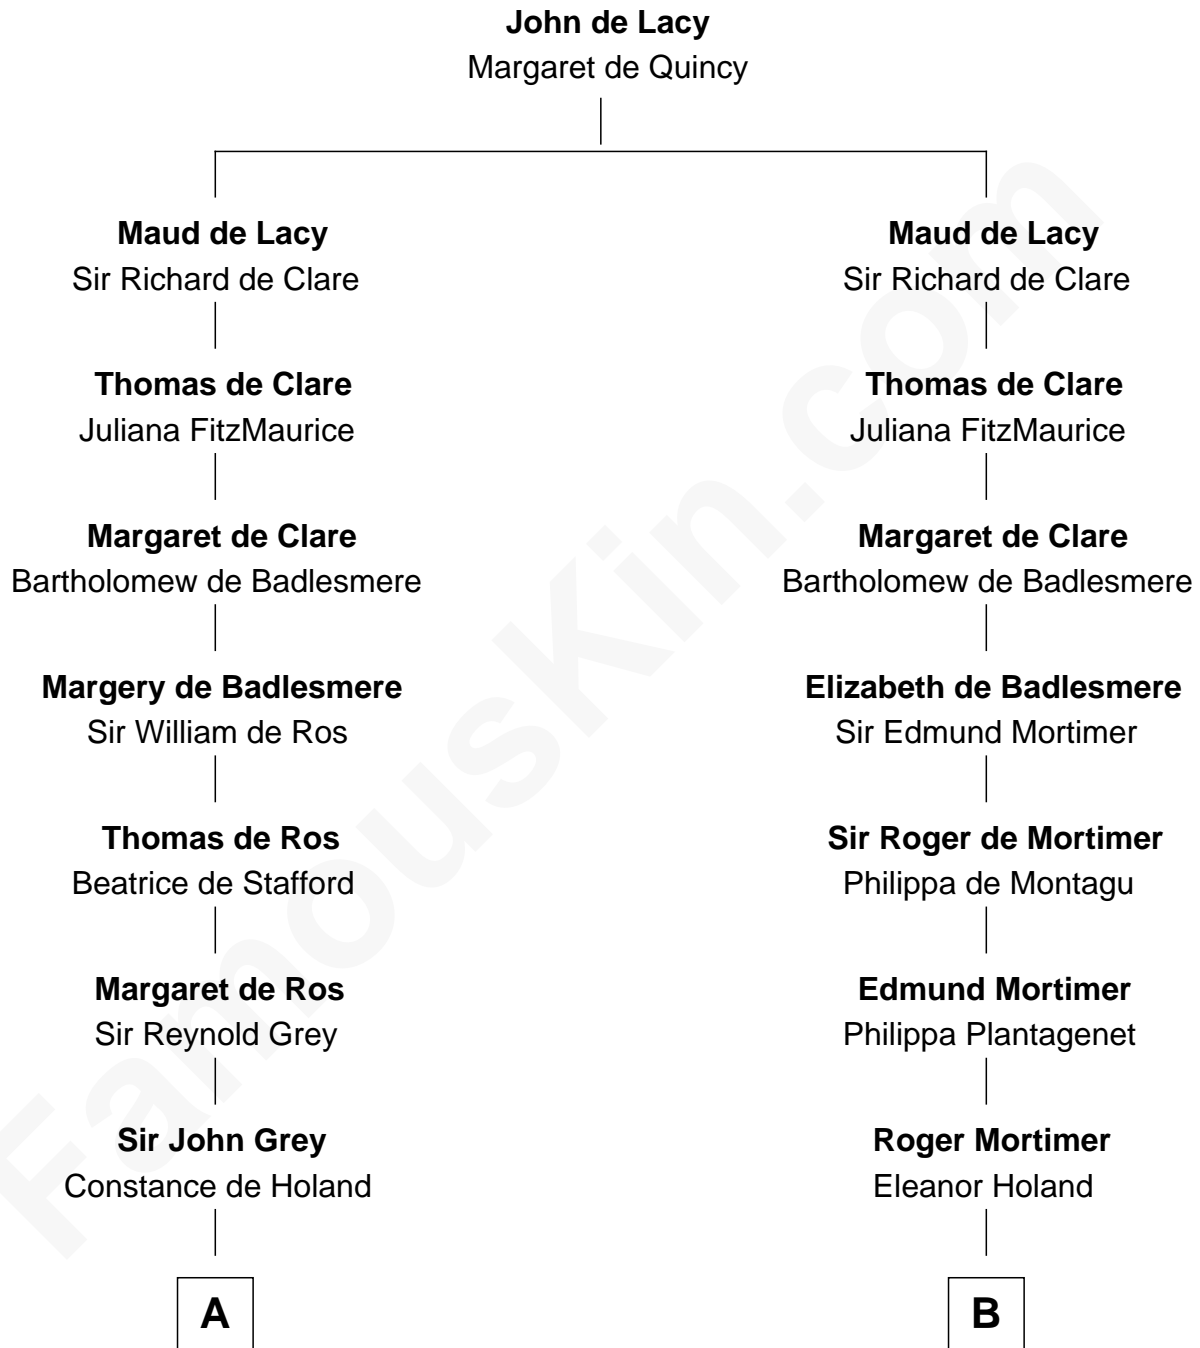 John de Lacy
Margaret de Quincy
Maud de Lacy
Sir Richard de Clare
Thomas de Clare
Juliana FitzMaurice
Margaret de Clare
Bartholomew de Badlesmere
Margery de Badlesmere
Sir William de Ros
Thomas de Ros
Beatrice de Stafford
Margaret de Ros
Sir Reynold Grey
Sir John Grey
Constance de Holand
A
Maud de Lacy
Sir Richard de Clare
Thomas de Clare
Juliana FitzMaurice
Margaret de Clare
Bartholomew de Badlesmere
Elizabeth de Badlesmere
Sir Edmund Mortimer
Sir Roger de Mortimer
Philippa de Montagu
Edmund Mortimer
Philippa Plantagenet
Roger Mortimer
Eleanor Holand
B
FamousKin.com